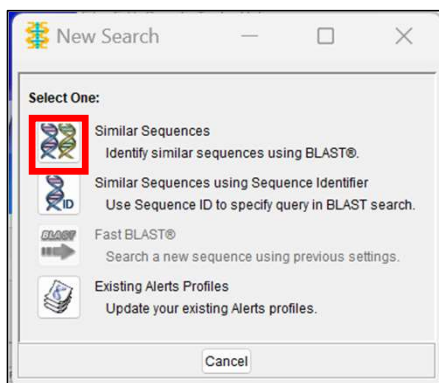 New Search
Select One:
Similar Sequences
Identify similar sequences using BLAST®.
ID
Similar Sequences using Sequence Identifier
Use Sequence ID to specify query in BLAST search.
BLAST
Fast BLAST®
Search a new sequence using previous settings.
Existing Alerts Profiles
Update your existing Alerts profiles.
Cancel